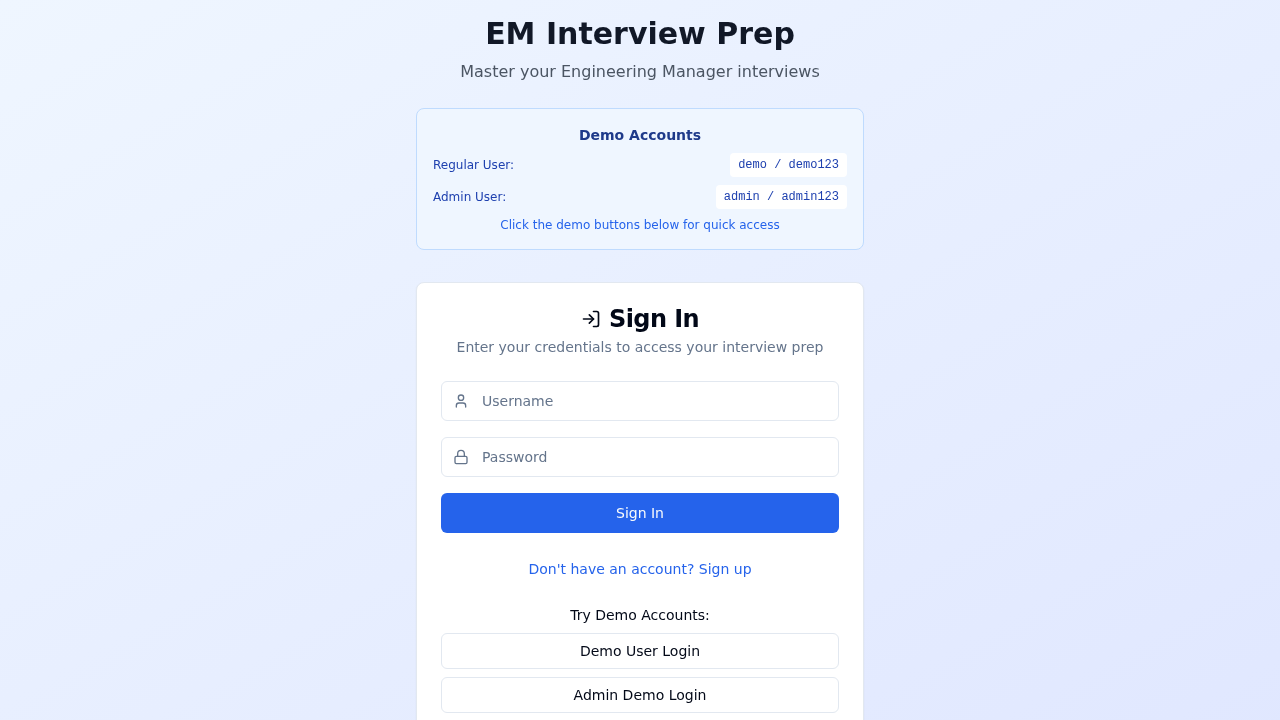 EM Interview Prep
Master your Engineering Manager interviews
Demo Accounts
Regular User: demo / demo123
Admin User: admin / admin123
Click the demo buttons below for quick access
Sign In
Enter your credentials to access your interview prep
Username
Password
Sign In
Don't have an account? Sign up
Try Demo Accounts:
Demo User Login
Admin Demo Login